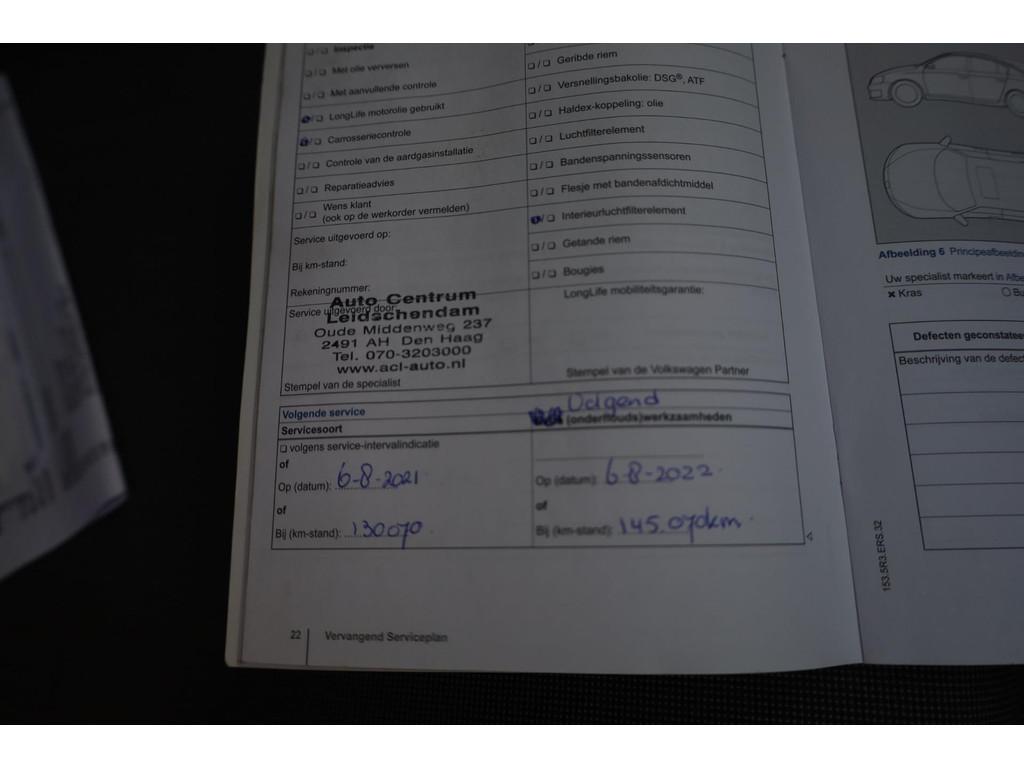 ❏/❏ Inspectie
❏/❏ Met olie verversen
❏/❏ Met aanvullende controle
❏/❏ LongLife motorolie gebruikt
❏/❏ Carrosseriecontrole
❏/❏ Controle van de aardgasinstallatie
❏/❏ Reparatieadvies
❏/❏ Wens klant
(ook op de werkorder vermelden)
Service uitgevoerd op:
Bij km-stand:
Rekeningnummer:
Service uitgevoerd door:
Auto Centrum
Leidschendam
Oude Middenweg 237
2491 AH Den Haag
Tel. 070-3203000
www.acl-auto.nl
Stempel van de specialist
❏/❏ Geribde riem
❏/❏ Versnellingsbakolie: DSG®, ATF
❏/❏ Haldex-koppeling: olie
❏/❏ Luchtfilterelement
❏/❏ Bandenspanningssensoren
❏/❏ Flesje met bandenafdichtmiddel
❏/❏ Interieurluchtfilterelement
❏/❏ Getande riem
❏/❏ Bougies
LongLife mobiliteitsgarantie:
Stempel van de Volkswagen Partner
Volgende service
Volgend
Servicesoort
(onderhouds)werkzaamheden
❏ volgens service-intervalindicatie
of
Op (datum): 6-8-2021
of
Bij (km-stand): 130070
Op (datum): 6-8-2022
of
Bij (km-stand): 145.070km
22 Vervangend Serviceplan
Afbeelding 6
Uw specialist markeert in
× Kras
Defecten
Beschrijving van de
153.5R3.ERS.32